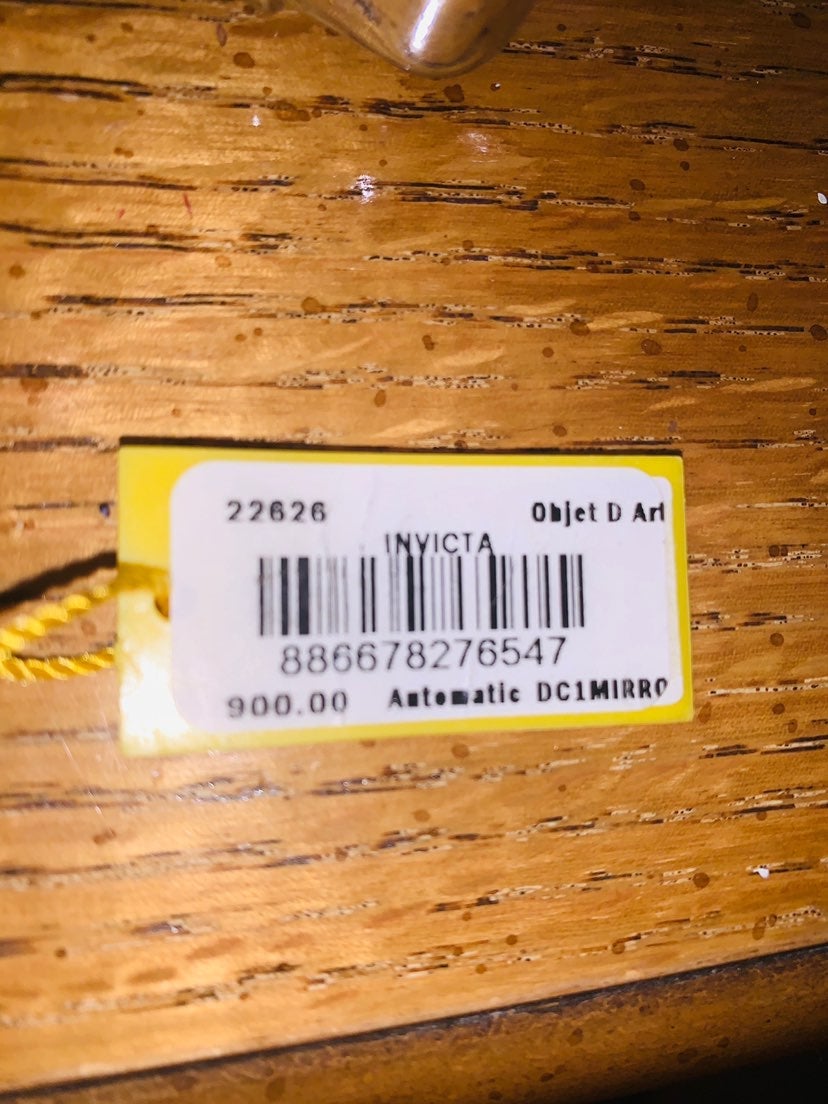 22626 Objet D Art
INVICTA
886678276547
900.00 Automatic DC1MIRRO